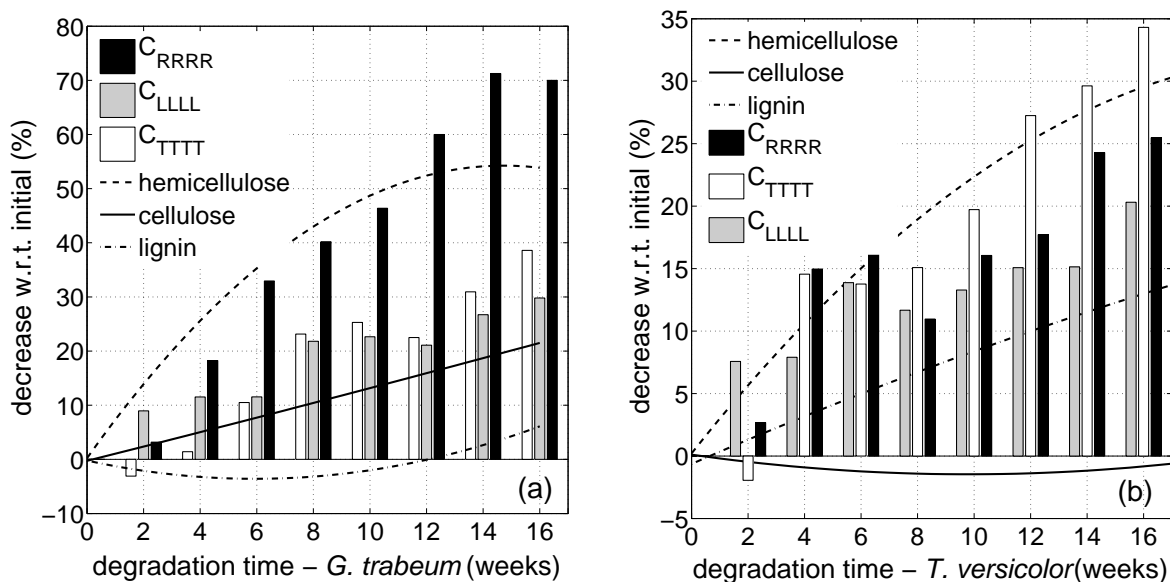 80
70
60
50
40
30
20
10
0
−10
decrease w.r.t. initial (%)
C_RRRR
C_LLLL
C_TTTT
hemicellulose
cellulose
lignin
(a)
0 2 4 6 8 10 12 14 16
degradation time − G. trabeum (weeks)
35
30
25
20
15
10
5
0
−5
decrease w.r.t. initial (%)
hemicellulose
cellulose
lignin
C_RRRR
C_TTTT
C_LLLL
(b)
0 2 4 6 8 10 12 14 16
degradation time − T. versicolor(weeks)